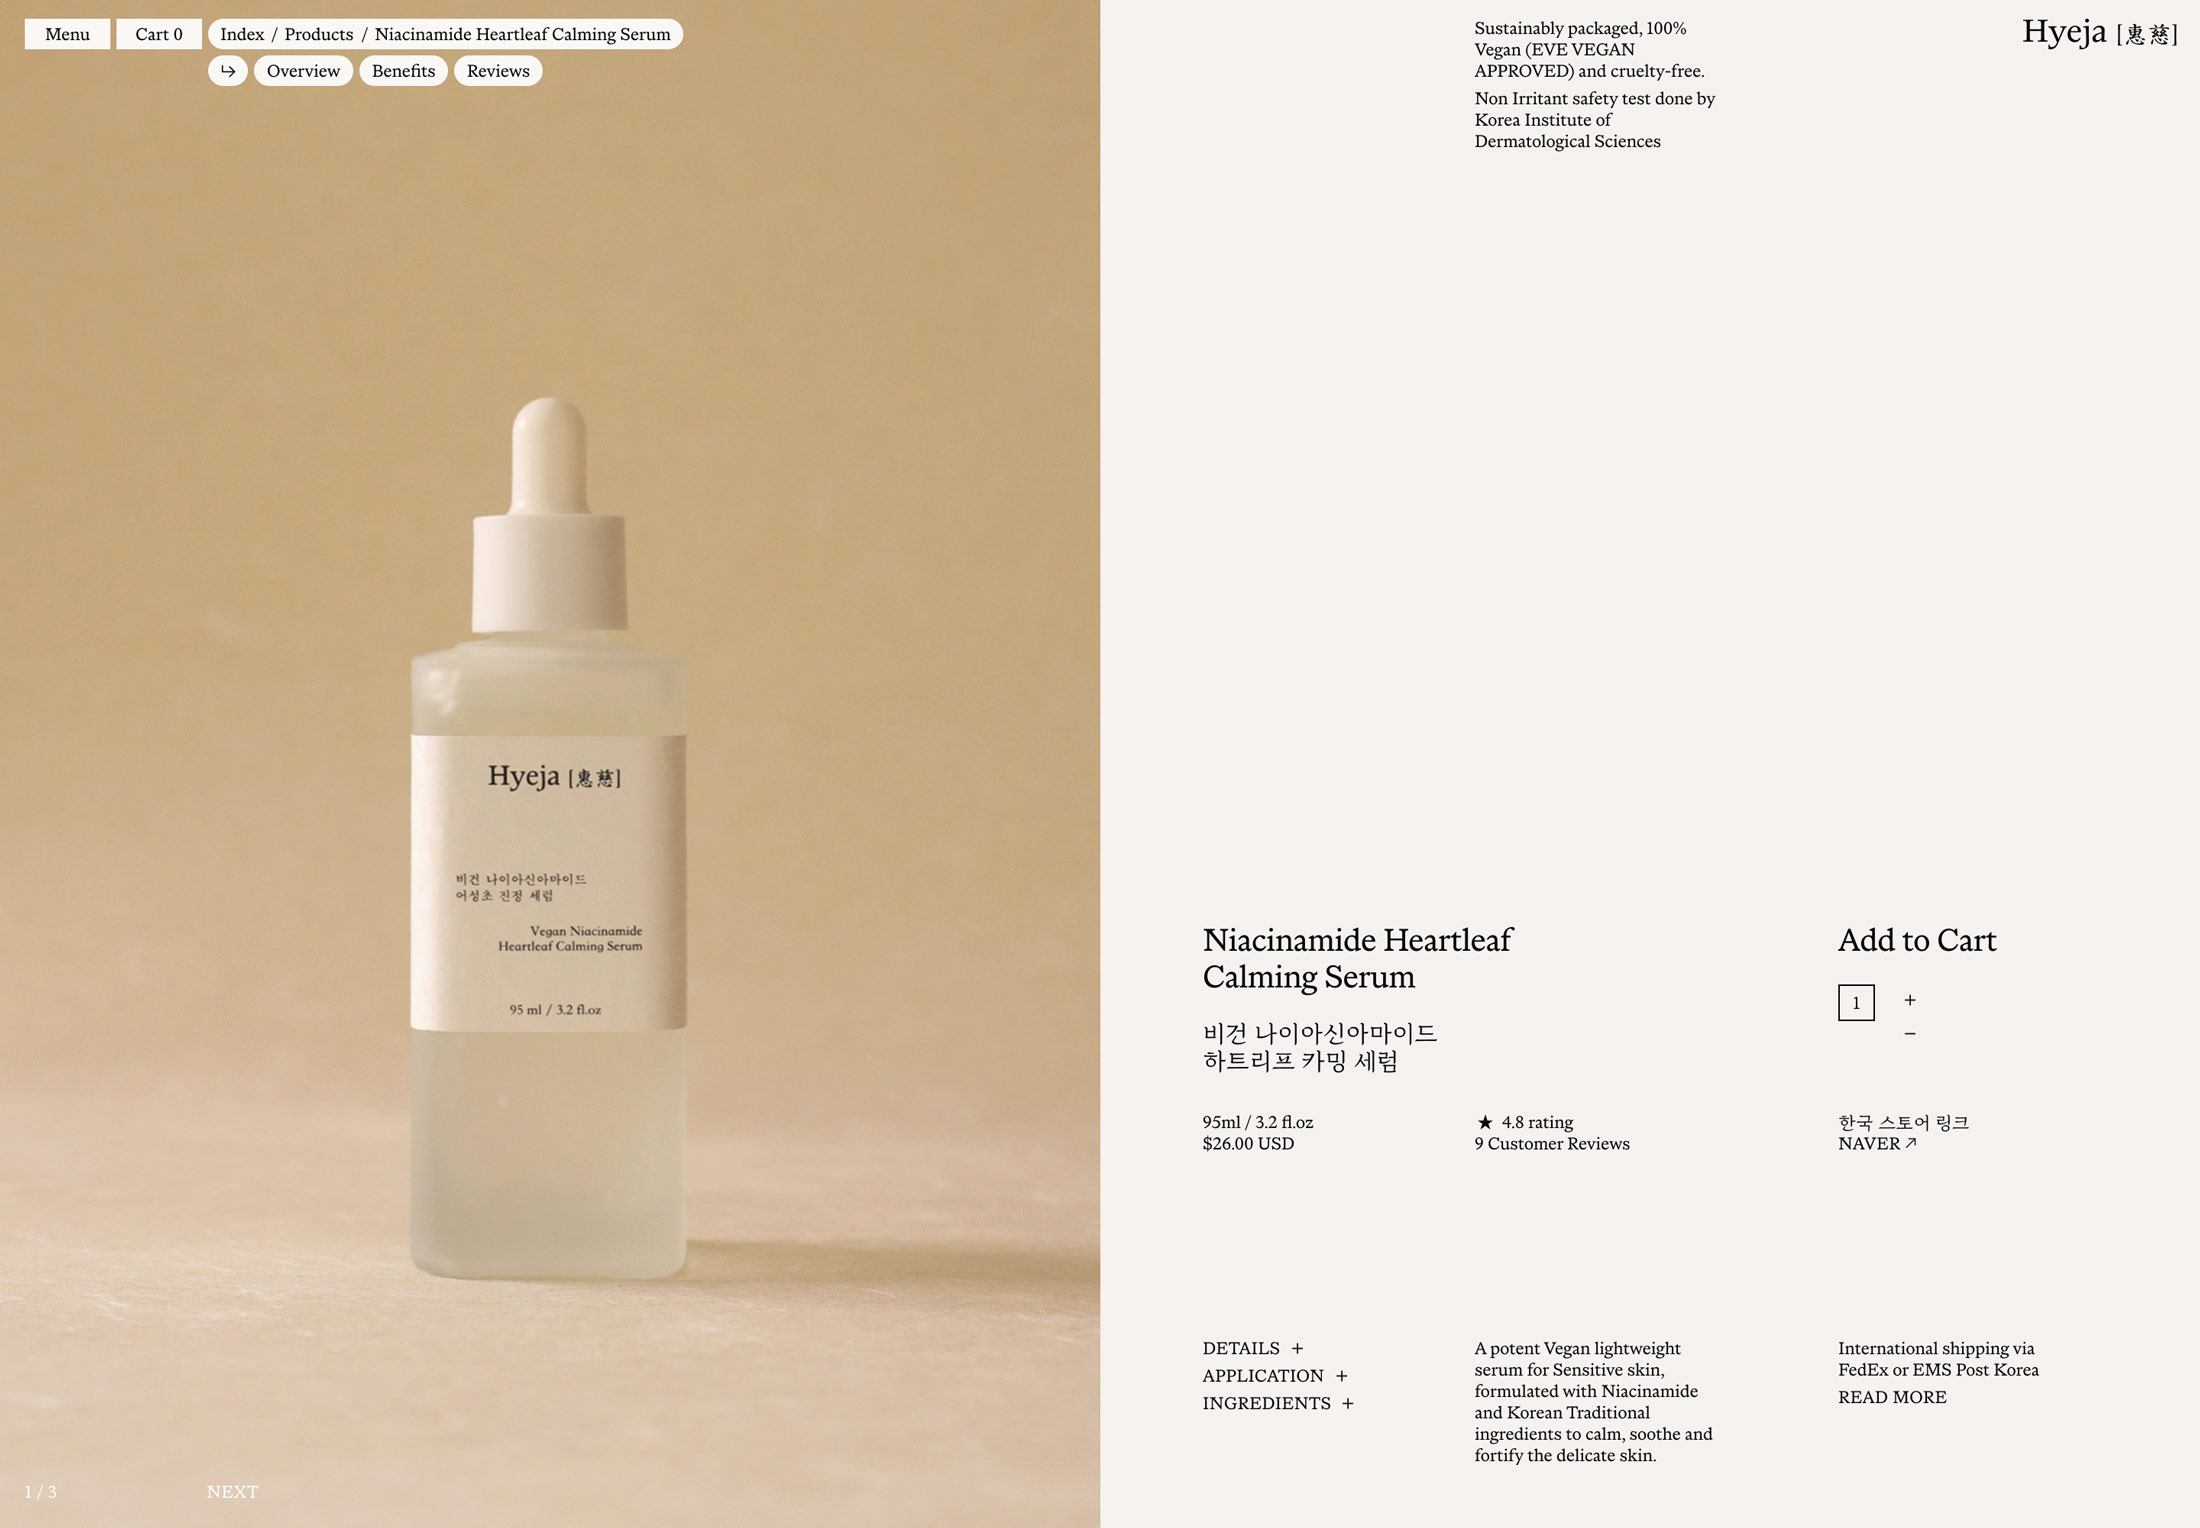 Menu
Cart 0
Index / Products / Niacinamide Heartleaf Calming Serum
↳
Overview
Benefits
Reviews
Hyeja [惠慈]
비건 나이아신아마이드
어성초 진정 세럼
Vegan Niacinamide
Heartleaf Calming Serum
95 ml / 3.2 fl.oz
1 / 3
NEXT
Sustainably packaged, 100%
Vegan (EVE VEGAN
APPROVED) and cruelty-free.
Non Irritant safety test done by
Korea Institute of
Dermatological Sciences
Hyeja [惠慈]
Niacinamide Heartleaf
Calming Serum
비건 나이아신아마이드
하트리프 카밍 세럼
Add to Cart
1
+
−
95ml / 3.2 fl.oz
$26.00 USD
★ 4.8 rating
9 Customer Reviews
한국 스토어 링크
NAVER ↗
DETAILS +
APPLICATION +
INGREDIENTS +
A potent Vegan lightweight
serum for Sensitive skin,
formulated with Niacinamide
and Korean Traditional
ingredients to calm, soothe and
fortify the delicate skin.
International shipping via
FedEx or EMS Post Korea
READ MORE